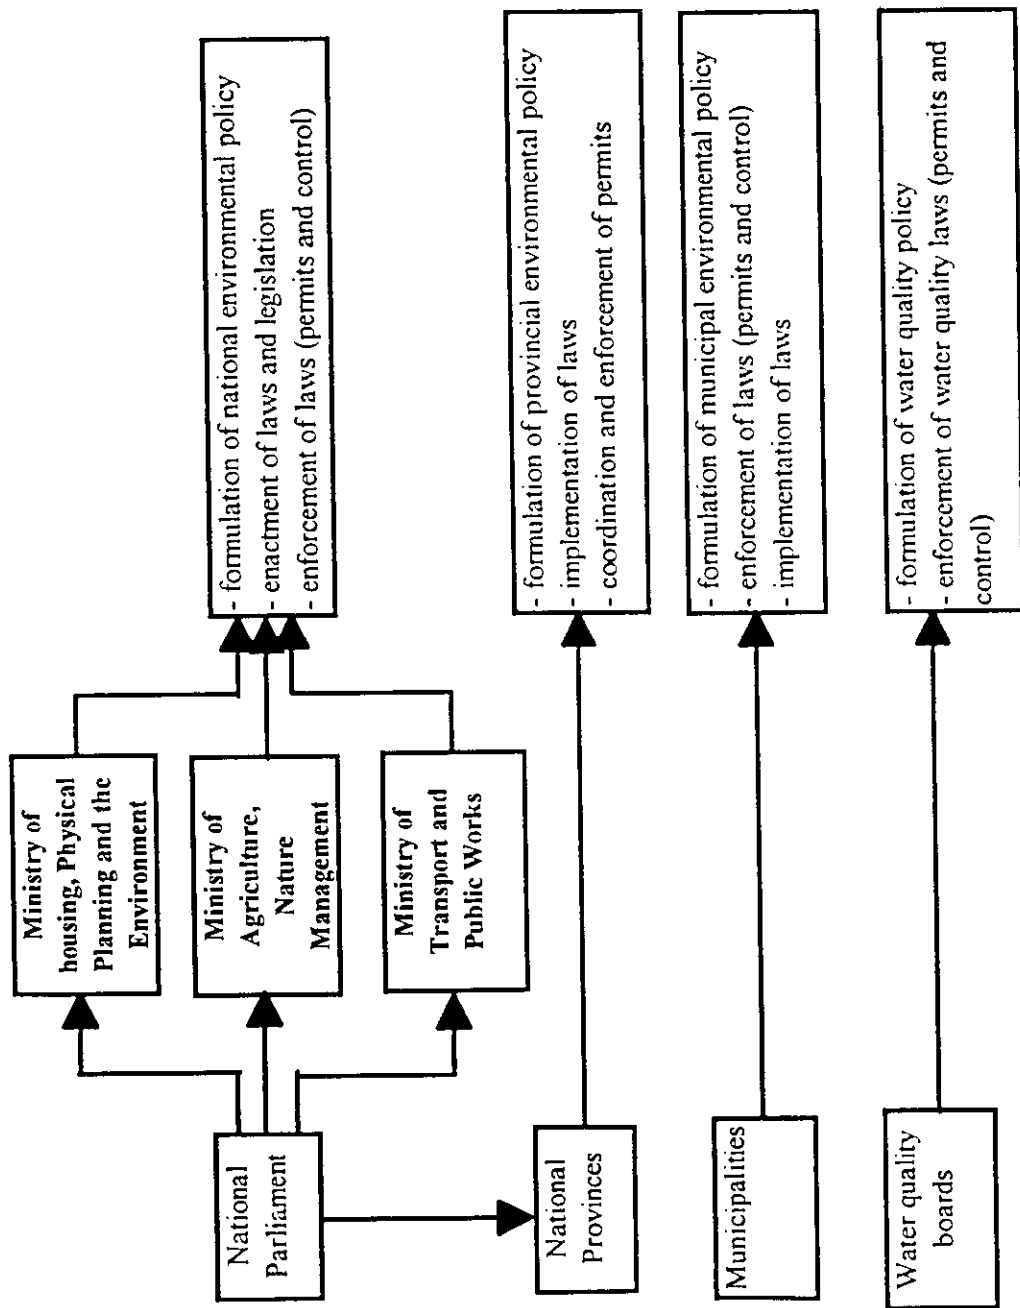 National
Parliament
Ministry of
housing, Physical
Planning and the
Environment
Ministry of
Agriculture,
Nature
Management
Ministry of
Transport and
Public Works
- formulation of national environmental policy
- enactment of laws and legislation
- enforcement of laws (permits and control)
National
Provinces
- formulation of provincial environmental policy
- implementation of laws
- coordination and enforcement of permits
Municipalities
- formulation of municipal environmental policy
- enforcement of laws (permits and control)
- implementation of laws
Water quality
boards
- formulation of water quality policy
- enforcement of water quality laws (permits and
control)